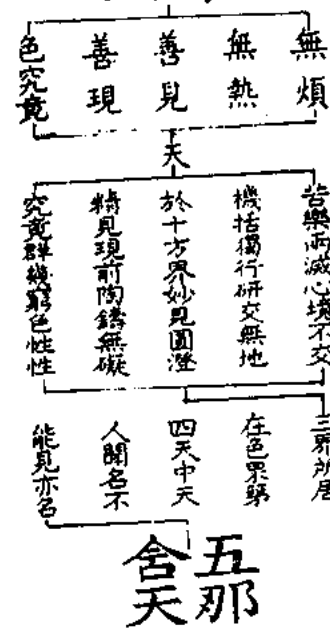 無煩
無熱
善見
善現
色究竟
天
苦樂兩滅心境不交
機括獨行研交無地
於十方界妙見圓澄
精見現前陶鑄無礙
究竟群幾窮色性性
三界所居
在色界躬
四天中天
人聞名不
能見亦名
五那
含天